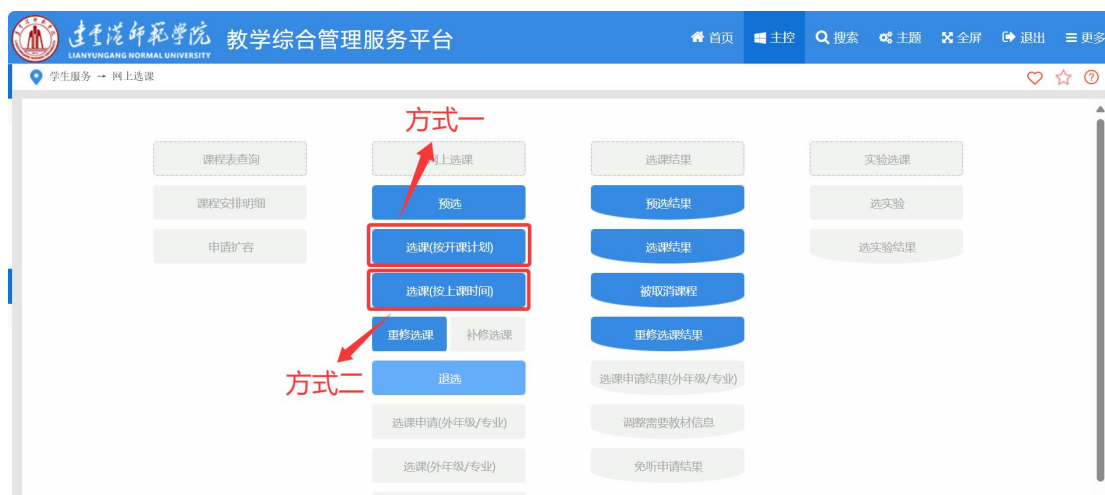 连云港师范学院 教学综合管理服务平台
LIANYUNGANG NORMAL UNIVERSITY
首页 主控 搜索 主题 全屏 退出 更多
学生服务 → 网上选课
方式一
课程表查询 网上选课 选课结果 实验选课
课程安排明细 预选 预选结果 选实验
申请扩容 选课(按开课计划) 选课结果 选实验结果
选课(按上课时间) 被取消课程
重修选课 补修选课 重修选课结果
方式二
退选 选课申请结果(外年级/专业)
选课申请(外年级/专业) 调整需要教材信息
选课(外年级/专业) 免听申请结果